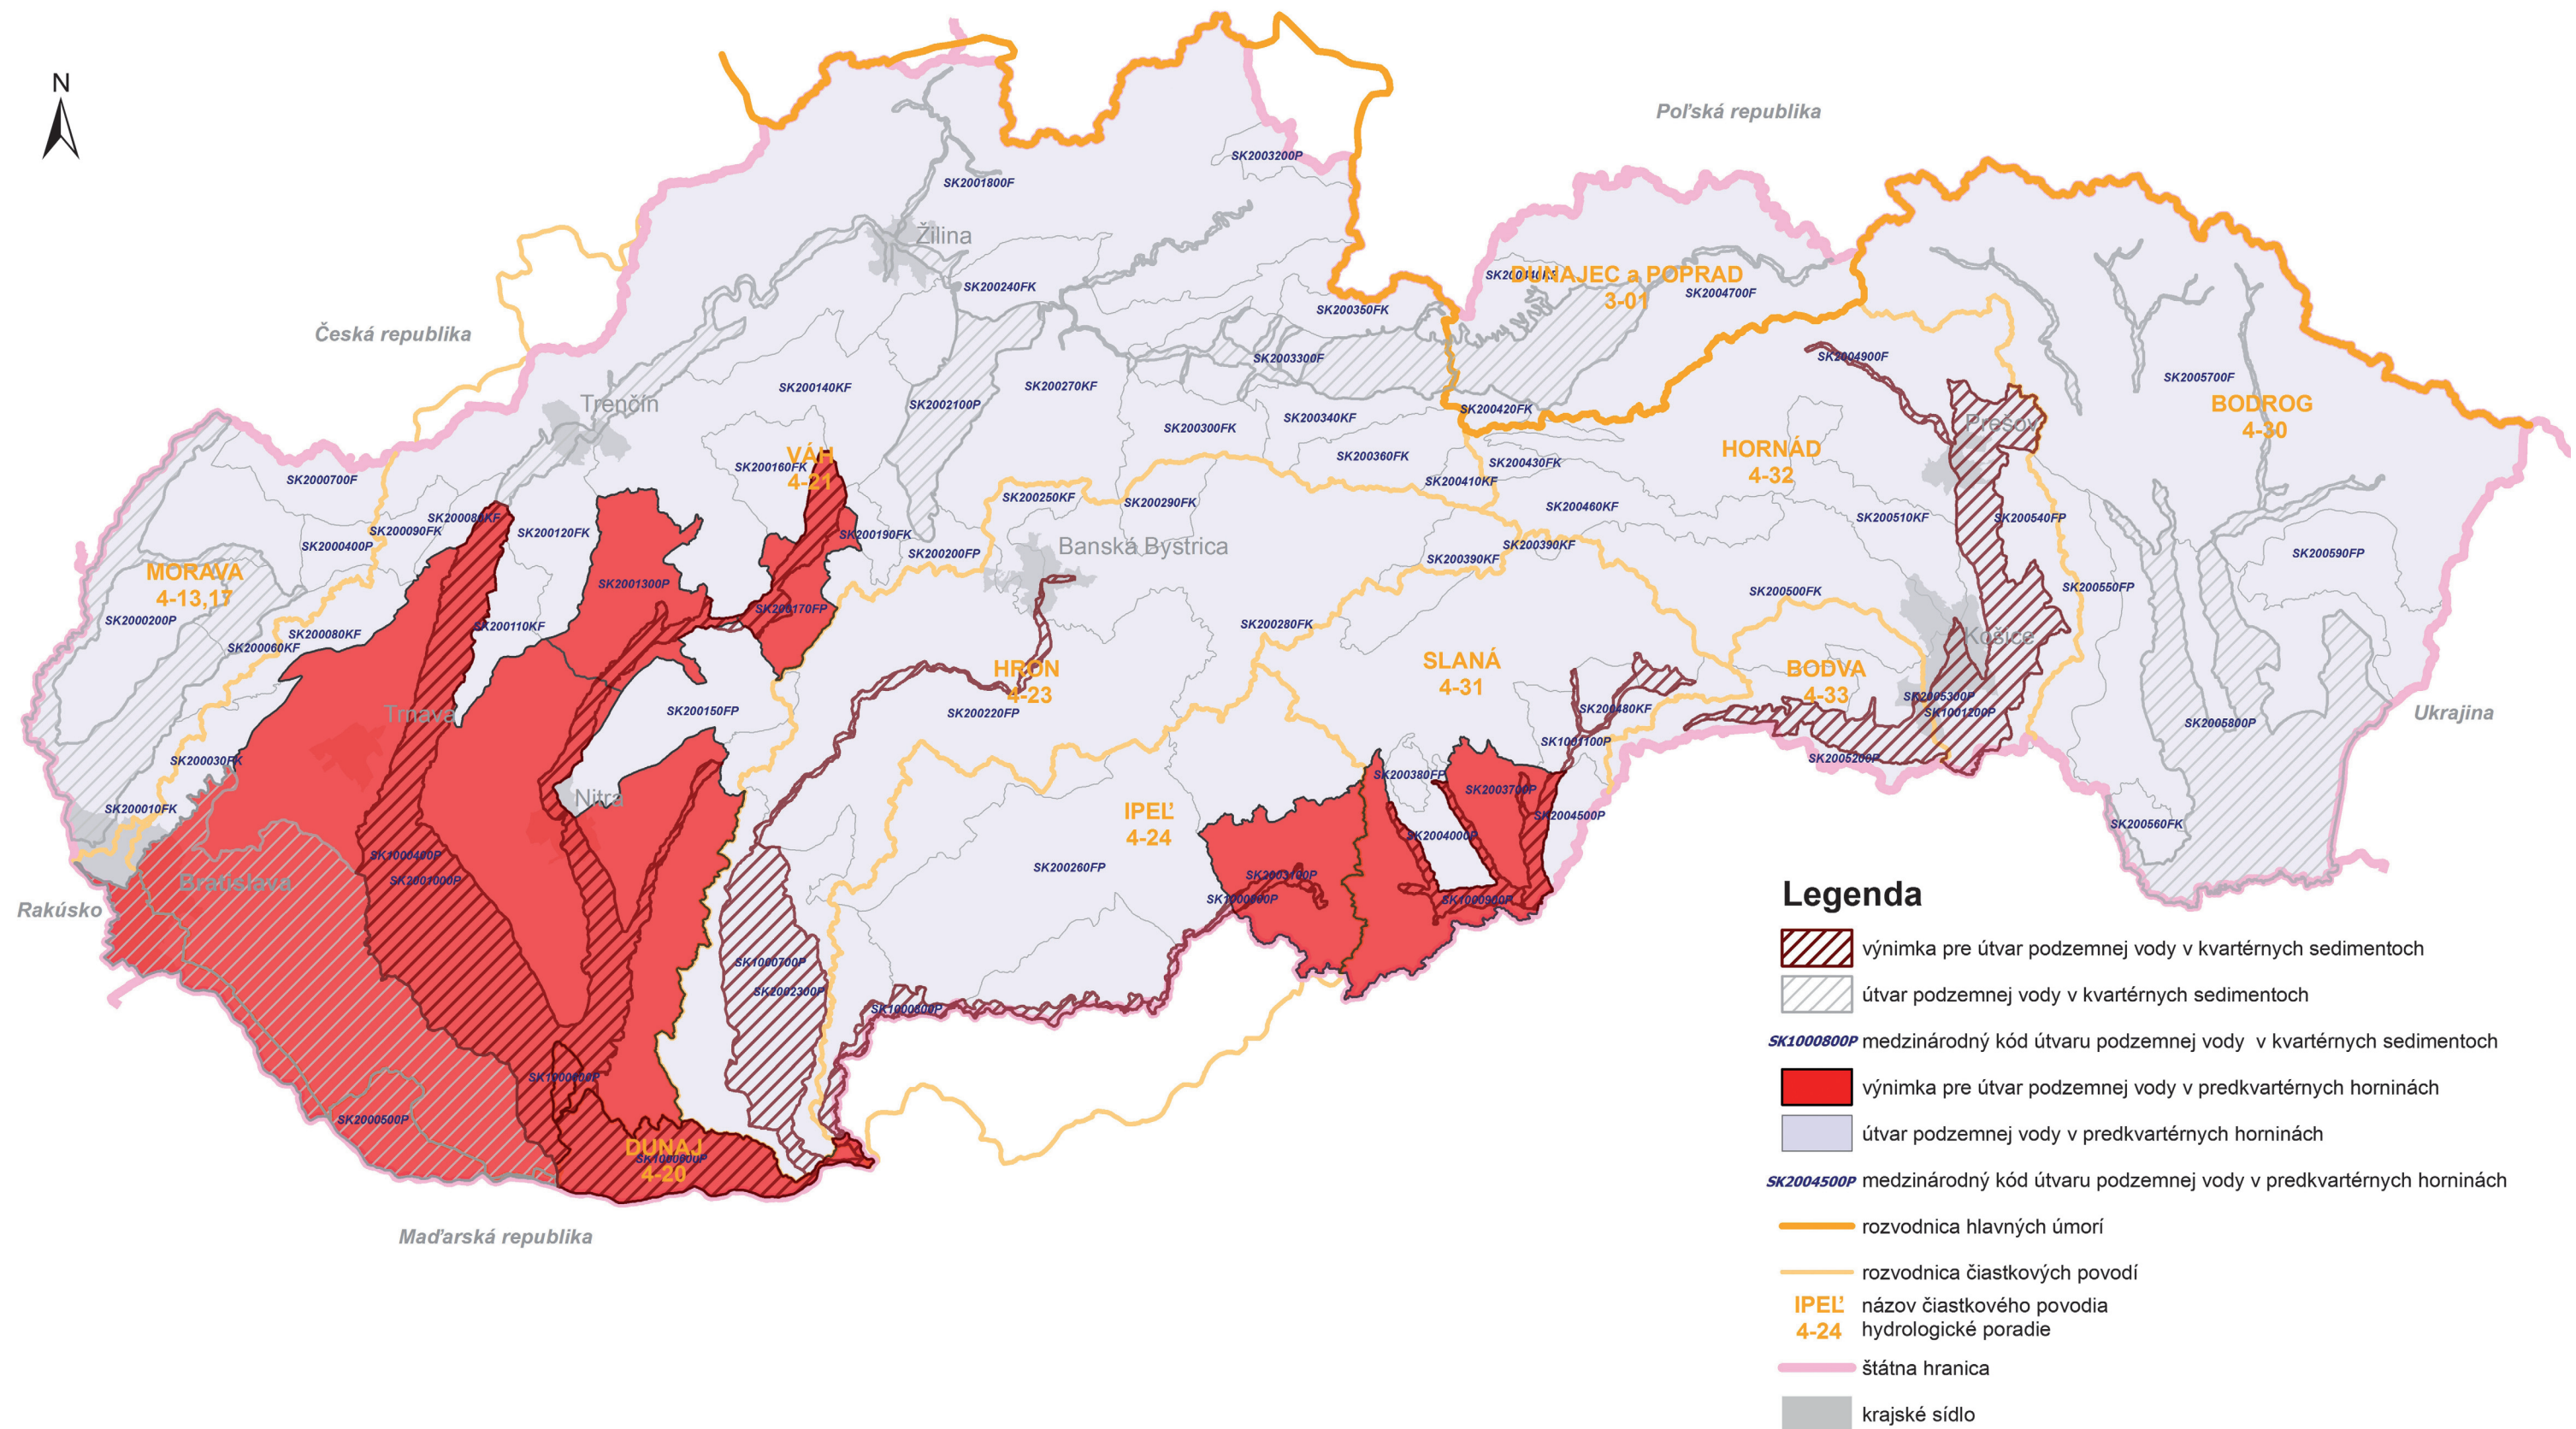 N
Poľská republika
SK2003200P
SK2001800F
Žilina
SK200240FK
DUNAJEC a POPRAD
3-01
SK2004700F
SK200350FK
Česká republika
SK2003300F
SK2004900F
SK200140KF
SK200270KF
SK2005700F
Trenčín
SK2002100P
SK200420FK
BODROG
4-30
SK200300FK
SK200340KF
Prešov
VÁH
4-21
SK200160FK
SK200360FK
SK200430FK
HORNÁD
4-32
SK2000700F
SK200410KF
SK200250KF
SK200290FK
SK200460KF
SK200080KF
SK200090FK
SK200120FK
SK200190FK
SK200510KF
SK200540FP
SK2000400P
SK200200FP
Banská Bystrica
SK200390KF
SK200390KF
SK200590FP
MORAVA
4-13,17
SK2001300P
SK200170FP
SK200500FK
SK200550FP
SK2000200P
SK200080KF
SK200110KF
SK200280FK
SK200060KF
Košice
HRON
4-23
SLANÁ
4-31
BODVA
4-33
SK2005300P
SK1001200P
Trnava
SK200150FP
SK200220FP
SK200480KF
SK2005800P
Ukrajina
SK1001100P
SK200030FK
SK2005200P
SK200380FP
SK2003700P
Nitra
SK200010FK
IPEĽ
4-24
SK2004500P
SK2004000P
SK200560FK
SK1000400P
SK2001000P
SK200260FP
SK2003100P
Bratislava
Rakúsko
SK1000900P
SK1000700P
SK2002300P
SK1000800P
SK2000500P
DUNAJ
4-20
Maďarská republika
Legenda
výnimka pre útvar podzemnej vody v kvartérnych sedimentoch
útvar podzemnej vody v kvartérnych sedimentoch
SK1000800P medzinárodný kód útvaru podzemnej vody v kvartérnych sedimentoch
výnimka pre útvar podzemnej vody v predkvartérnych horninách
útvar podzemnej vody v predkvartérnych horninách
SK2004500P medzinárodný kód útvaru podzemnej vody v predkvartérnych horninách
rozvodnica hlavných úmorí
rozvodnica čiastkových povodí
IPEĽ názov čiastkového povodia
4-24 hydrologické poradie
štátna hranica
krajské sídlo